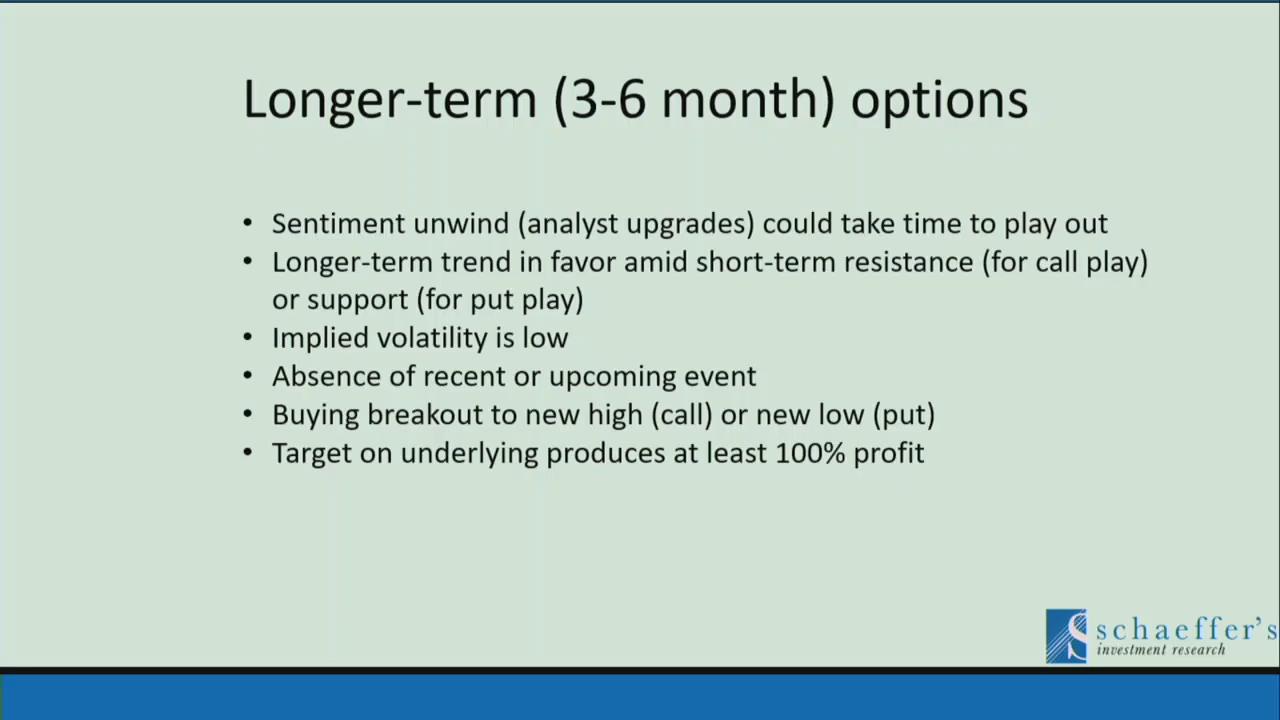 Longer-term (3-6 month) options
• Sentiment unwind (analyst upgrades) could take time to play out
• Longer-term trend in favor amid short-term resistance (for call play)
or support (for put play)
• Implied volatility is low
• Absence of recent or upcoming event
• Buying breakout to new high (call) or new low (put)
• Target on underlying produces at least 100% profit
schaeffer's
investment research